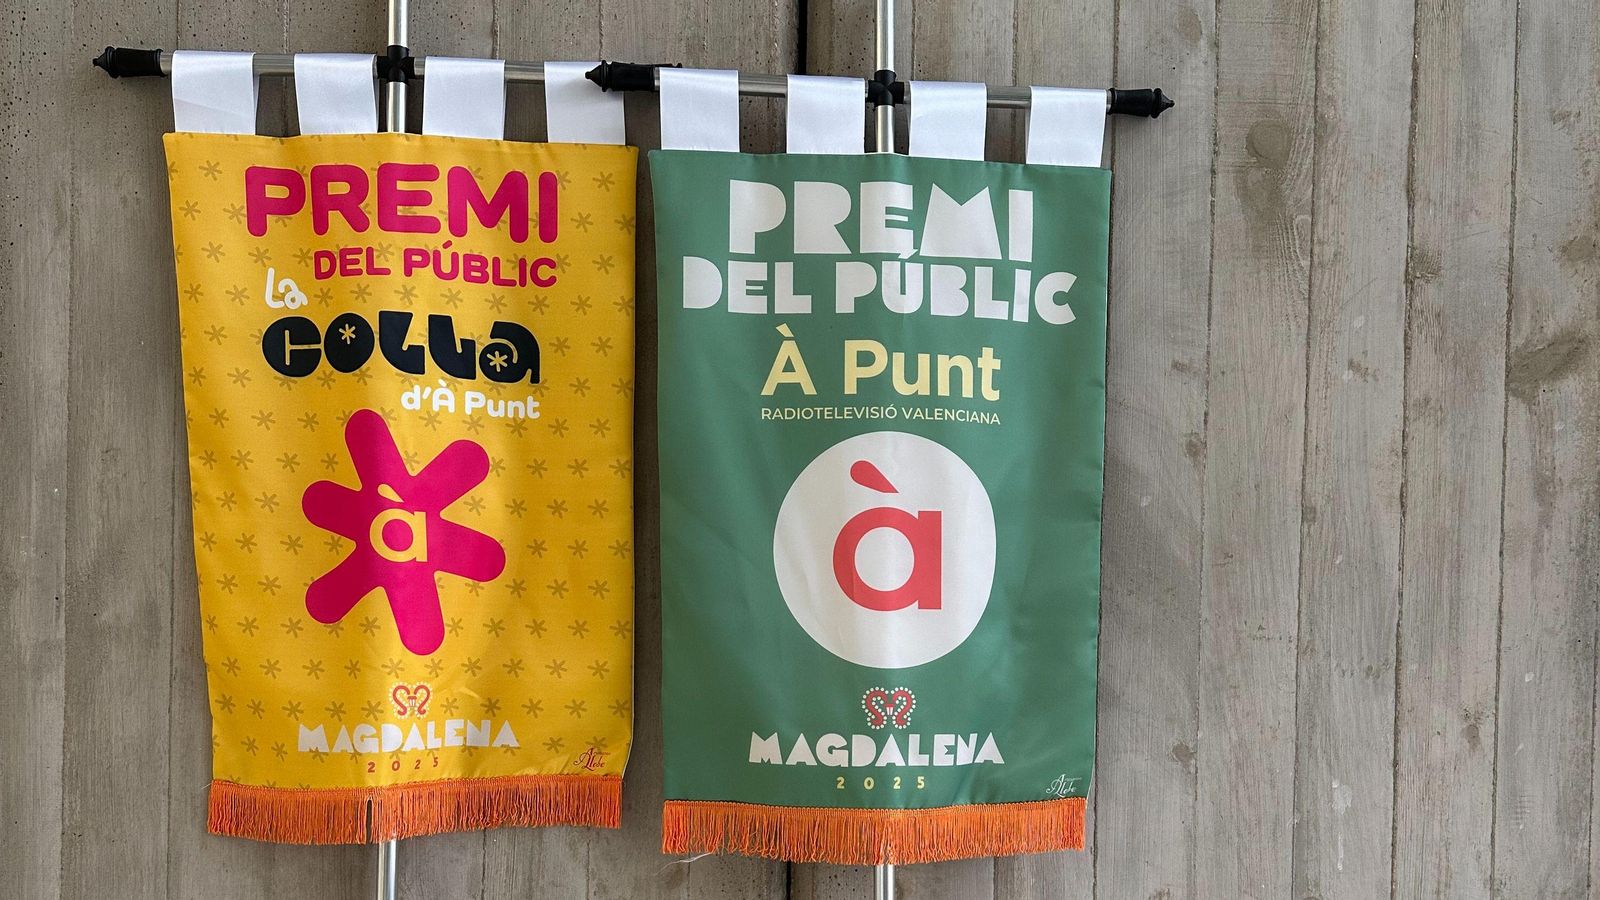 PREMI
DEL PÚBLIC
La
COLLA
d'À Punt
à
MAGDALENA
2025
PREMI
DEL PÚBLIC
À Punt
RADIOTELEVISIÓ VALENCIANA
à
MAGDALENA
2025